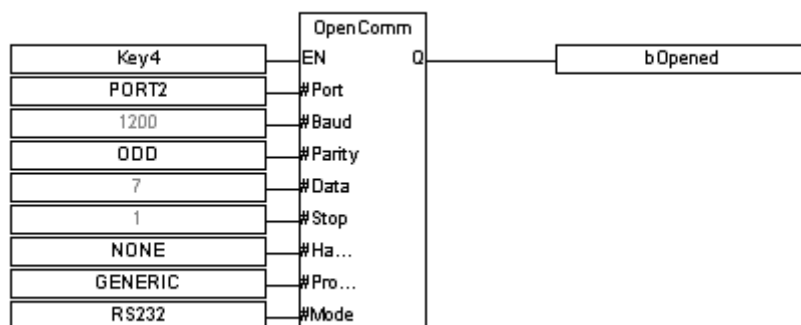 OpenComm
Key4 EN Q bOpened
PORT2 #Port
1200 #Baud
ODD #Parity
7 #Data
1 #Stop
NONE #Ha...
GENERIC #Pro...
RS232 #Mode